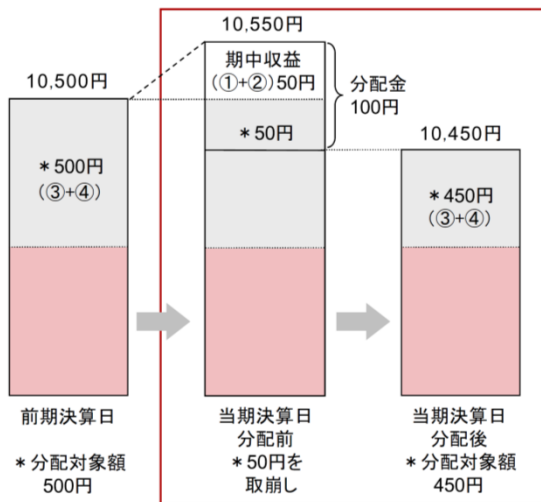 10,550円
期中収益
(①+②)50円
分配金
100円
10,500円
*50円
10,450円
*500円
(③+④)
*450円
(③+④)
前期決算日
*分配対象額
500円
当期決算日
分配前
*50円を
取崩し
当期決算日
分配後
*分配対象額
450円